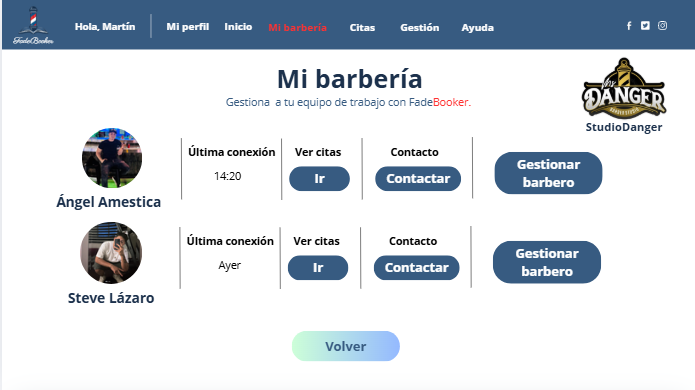 FadeBooker
Hola, Martín
Mi perfil
Inicio
Mi barbería
Citas
Gestión
Ayuda
Mi barbería
Gestiona a tu equipo de trabajo con FadeBooker.
The
DANGER
StudioDanger
Ángel Amestica
Última conexión
14:20
Ver citas
Ir
Contacto
Contactar
Gestionar
barbero
Steve Lázaro
Última conexión
Ayer
Ver citas
Ir
Contacto
Contactar
Gestionar
barbero
Volver